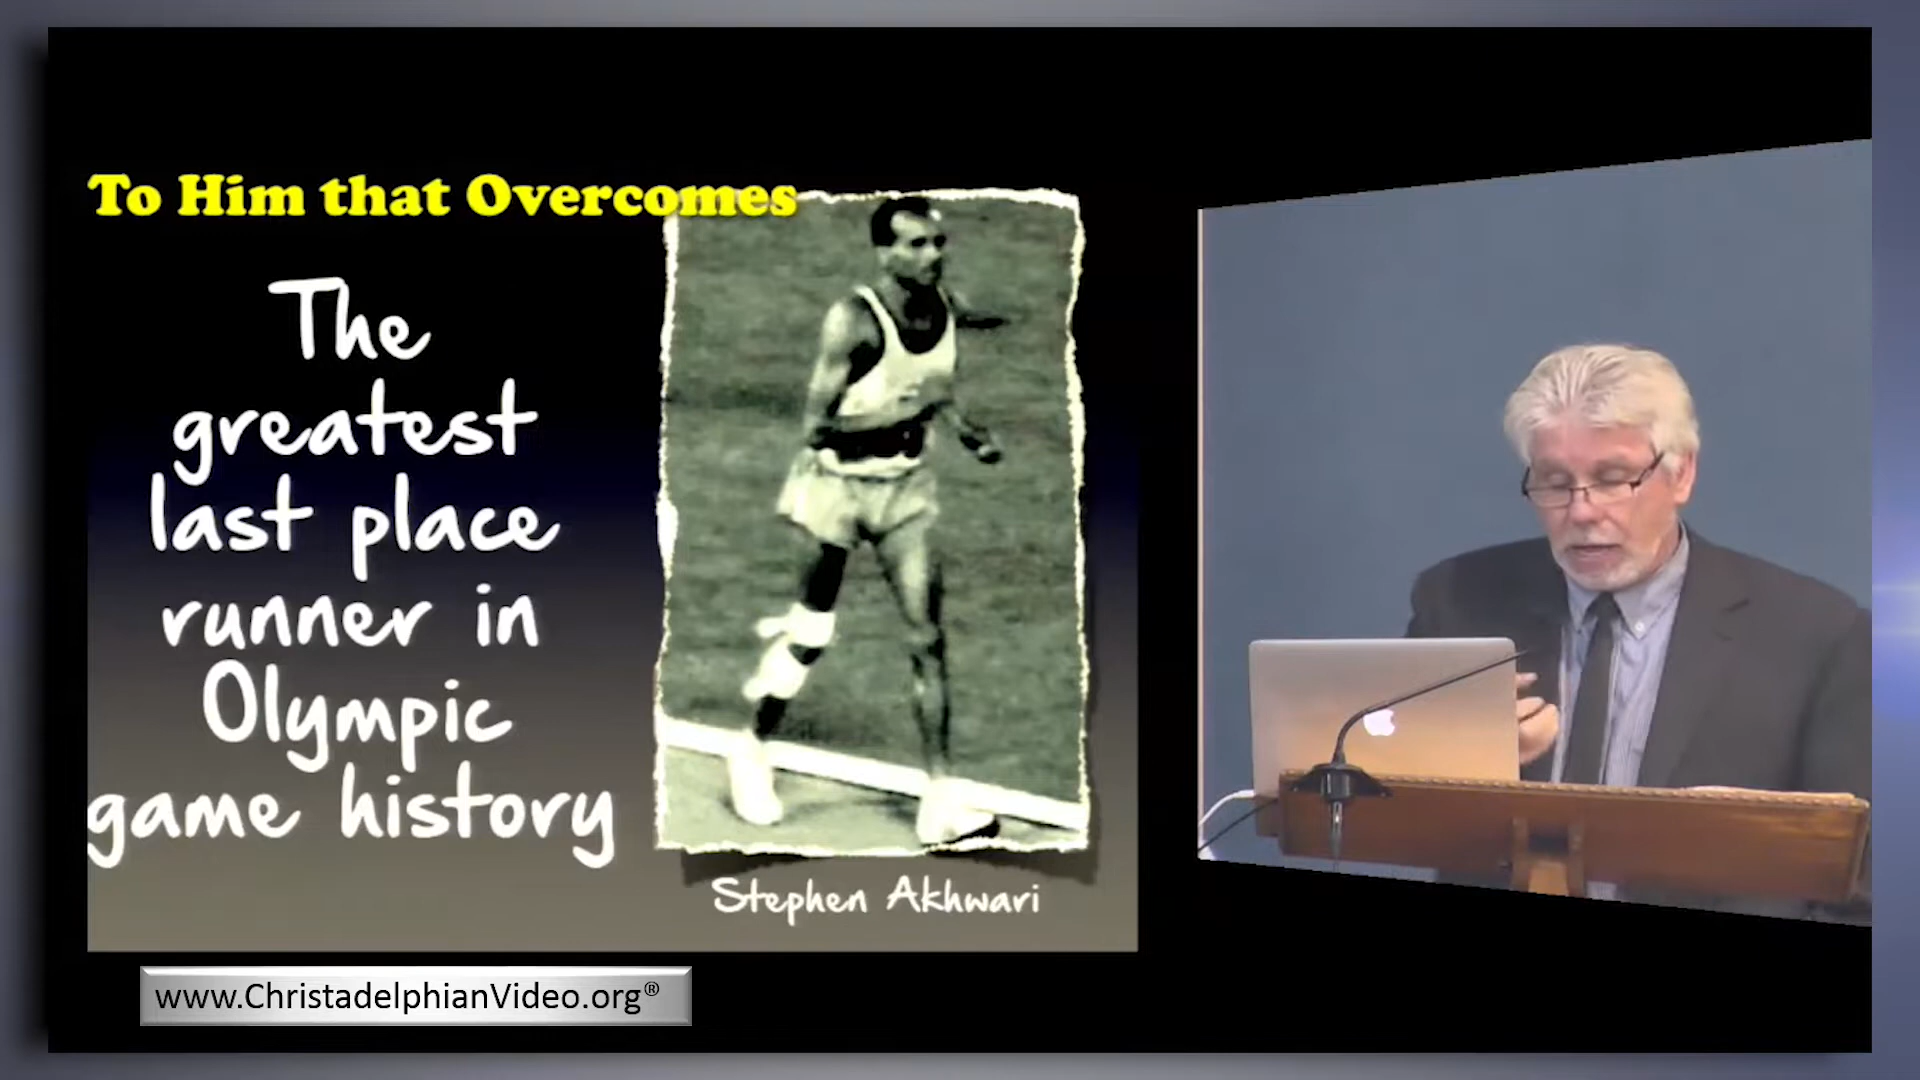 To Him that Overcomes
The
greatest
last place
runner in
Olympic
game history
Stephen Akhwari
www.ChristadelphianVideo.org®